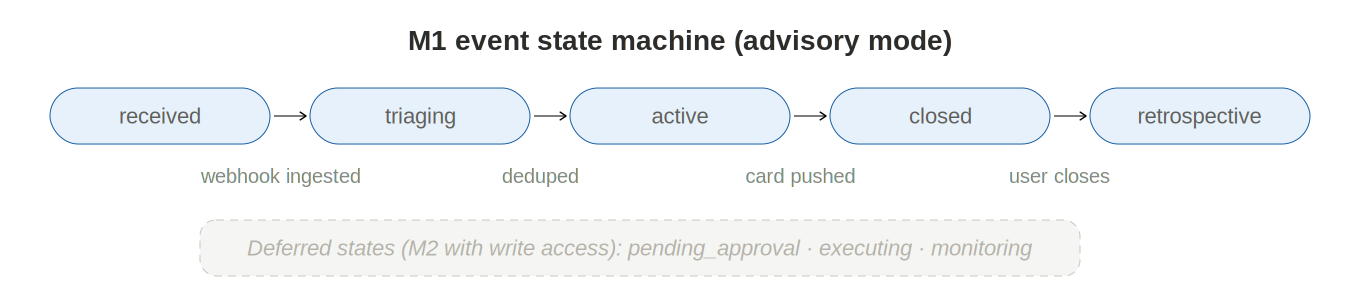 M1 event state machine (advisory mode)
received
triaging
active
closed
retrospective
webhook ingested
deduped
card pushed
user closes
Deferred states (M2 with write access): pending_approval · executing · monitoring